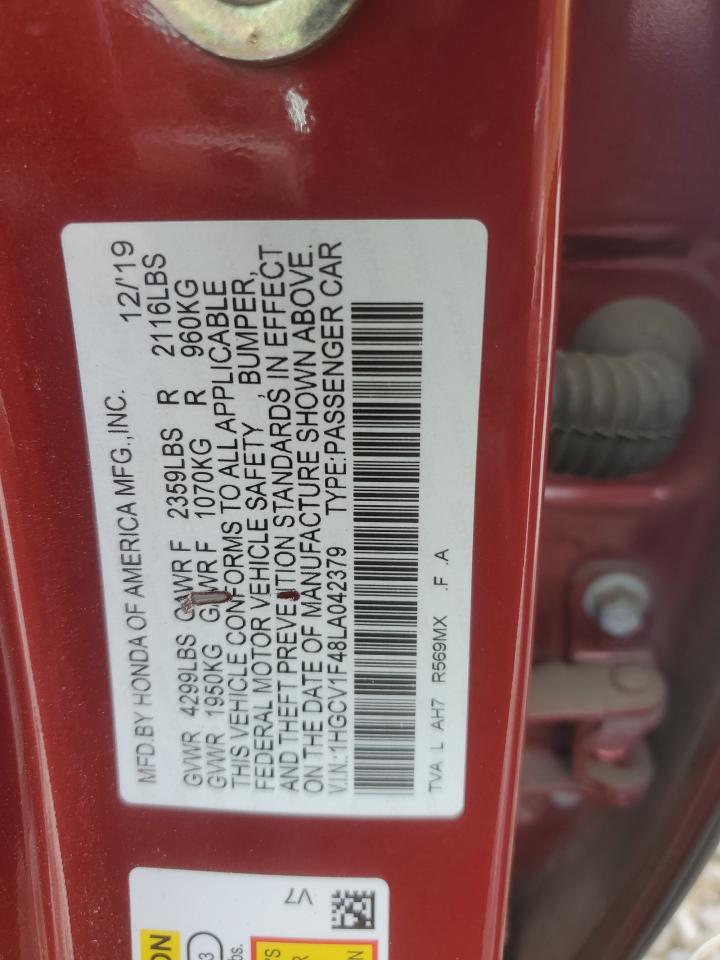 MFD.BY HONDA OF AMERICA MFG.,INC. 12/'19
GVWR 4299LBS GAWR F 2359LBS R 2116LBS
GVWR 1950KG GAWR F 1070KG R 960KG
THIS VEHICLE CONFORMS TO ALL APPLICABLE
FEDERAL MOTOR VEHICLE SAFETY, BUMPER,
AND THEFT PREVENTION STANDARDS IN EFFECT
ON THE DATE OF MANUFACTURE SHOWN ABOVE.
V.I.N.:1HGCV1F48LA042379 TYPE:PASSENGER CAR
TVA L AH7 R569MX .F .A
V7